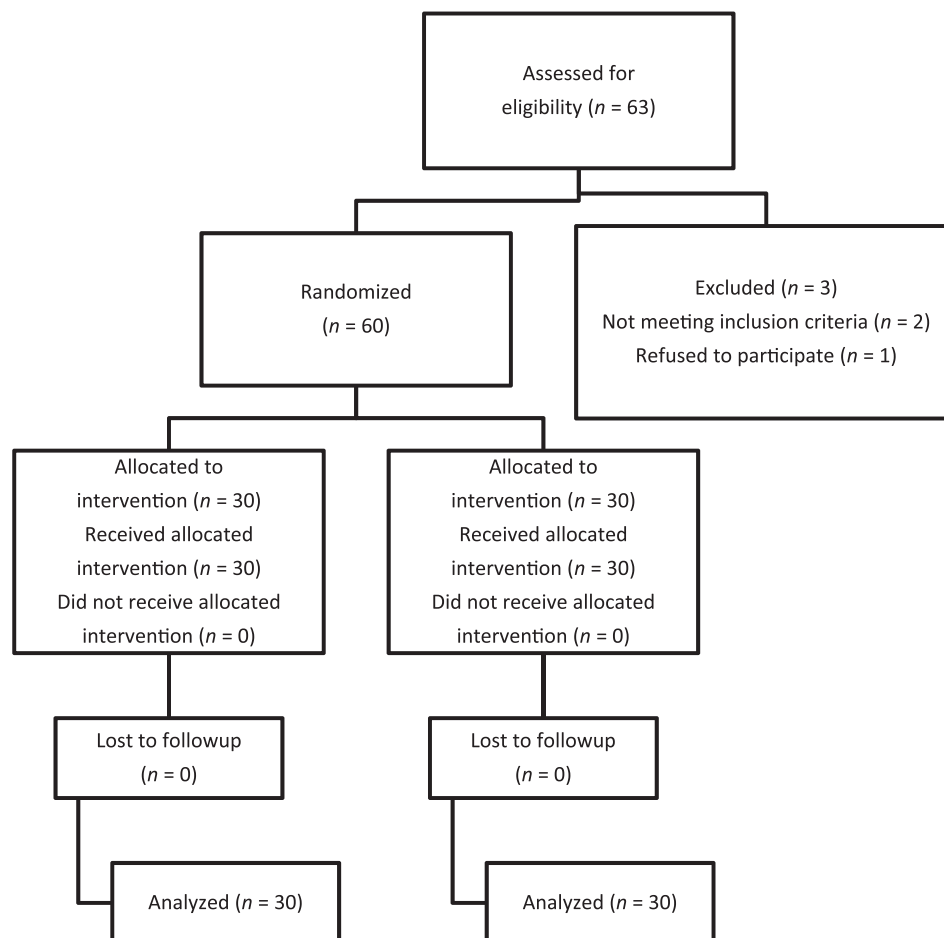 Assessed for
eligibility (n = 63)
Randomized
(n = 60)
Excluded (n = 3)
Not meeting inclusion criteria (n = 2)
Refused to participate (n = 1)
Allocated to
intervention (n = 30)
Received allocated
intervention (n = 30)
Did not receive allocated
intervention (n = 0)
Allocated to
intervention (n = 30)
Received allocated
intervention (n = 30)
Did not receive allocated
intervention (n = 0)
Lost to followup
(n = 0)
Lost to followup
(n = 0)
Analyzed (n = 30)
Analyzed (n = 30)